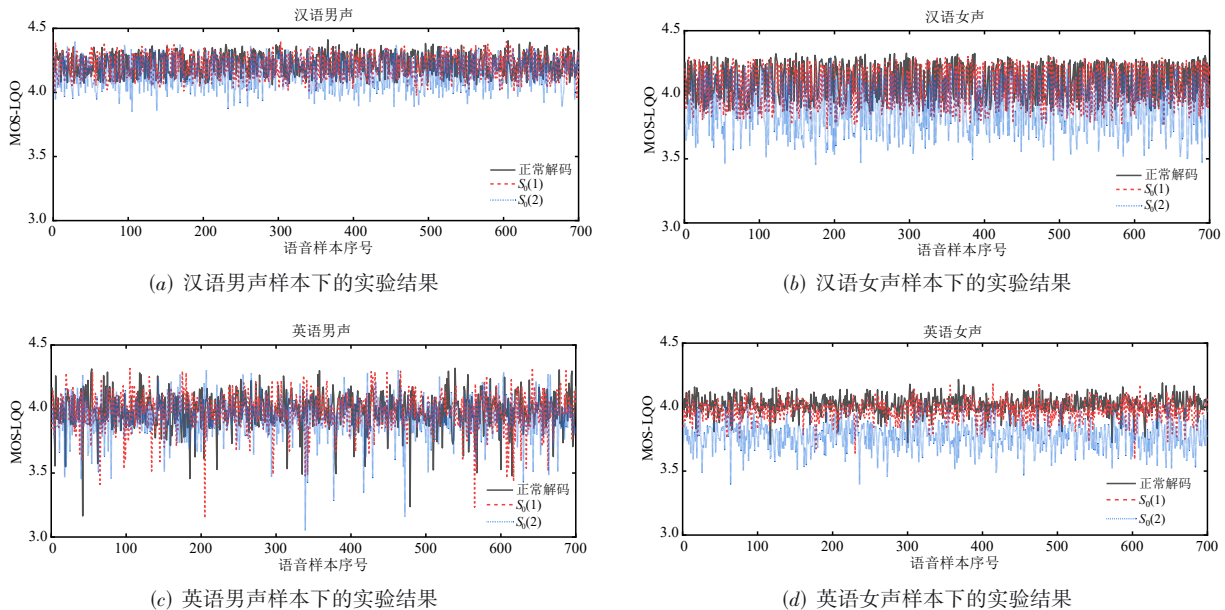 汉语男声
4.5
4.0
3.5
3.0
MOS-LQO
正常解码
S₀(1)
S₀(2)
0 100 200 300 400 500 600 700
语音样本序号
(a) 汉语男声样本下的实验结果
汉语女声
4.5
4.0
3.5
3.0
MOS-LQO
正常解码
S₀(1)
S₀(2)
0 100 200 300 400 500 600 700
语音样本序号
(b) 汉语女声样本下的实验结果
英语男声
4.5
4.0
3.5
3.0
MOS-LQO
正常解码
S₀(1)
S₀(2)
0 100 200 300 400 500 600 700
语音样本序号
(c) 英语男声样本下的实验结果
英语女声
4.5
4.0
3.5
3.0
MOS-LQO
正常解码
S₀(1)
S₀(2)
0 100 200 300 400 500 600 700
语音样本序号
(d) 英语女声样本下的实验结果